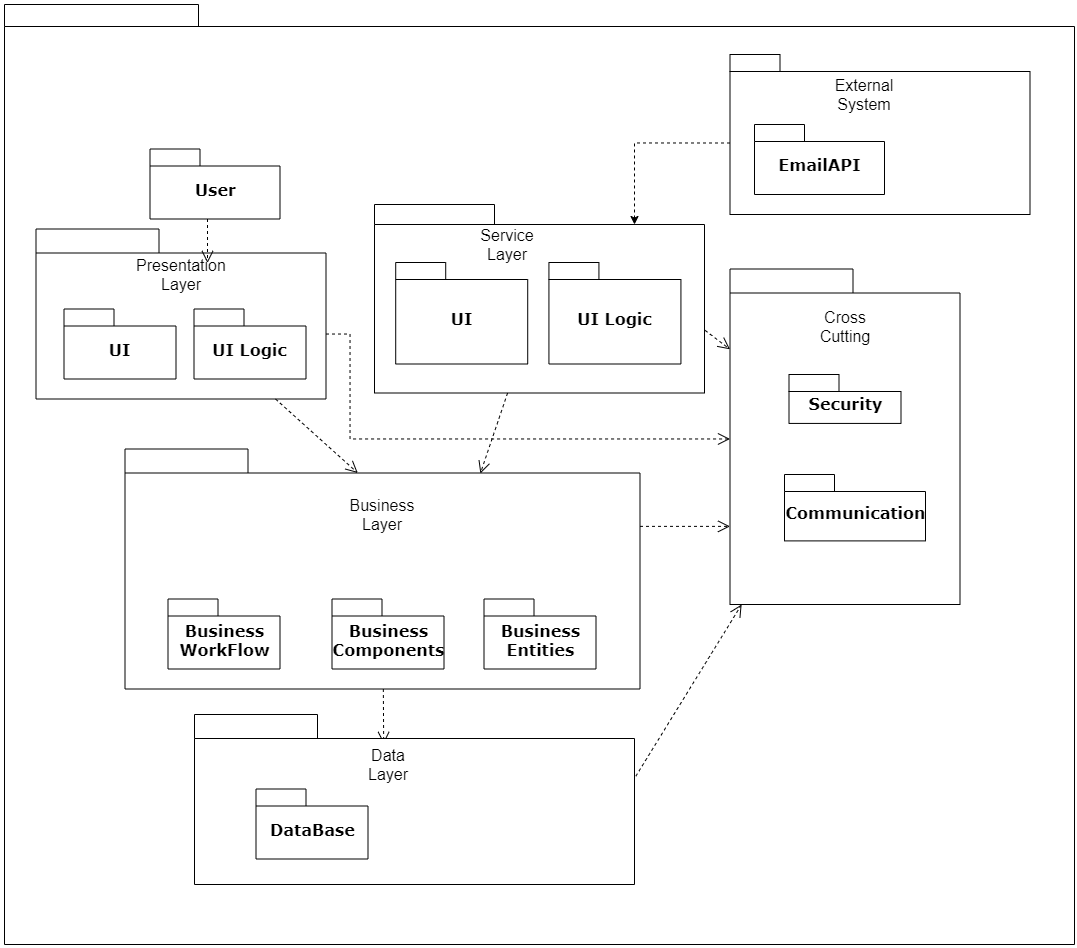 External
System
EmailAPI
User
Presentation
Layer
UI
UI Logic
Service
Layer
UI
UI Logic
Cross
Cutting
Security
Communication
Business
Layer
Business
WorkFlow
Business
Components
Business
Entities
Data
Layer
DataBase